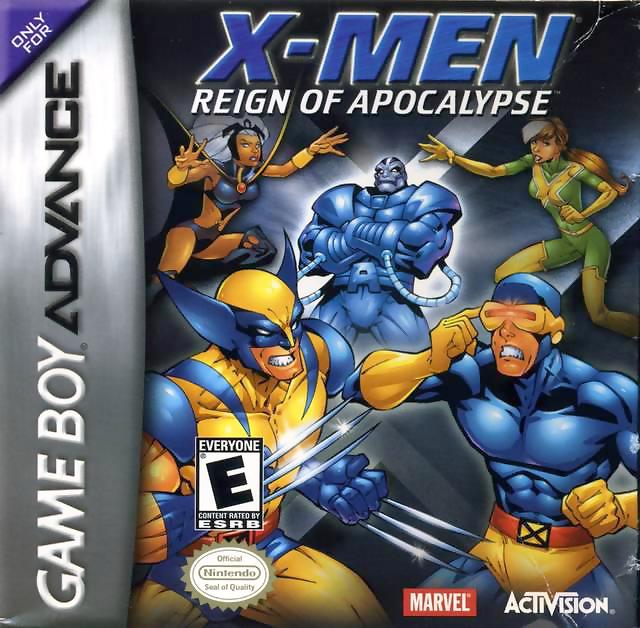 ONLY
FOR
GAME BOY ADVANCE
X-MEN
REIGN OF APOCALYPSE™
EVERYONE
E
®
CONTENT RATED BY
ESRB
Official
Nintendo
Seal of Quality
MARVEL
ACTIVISION